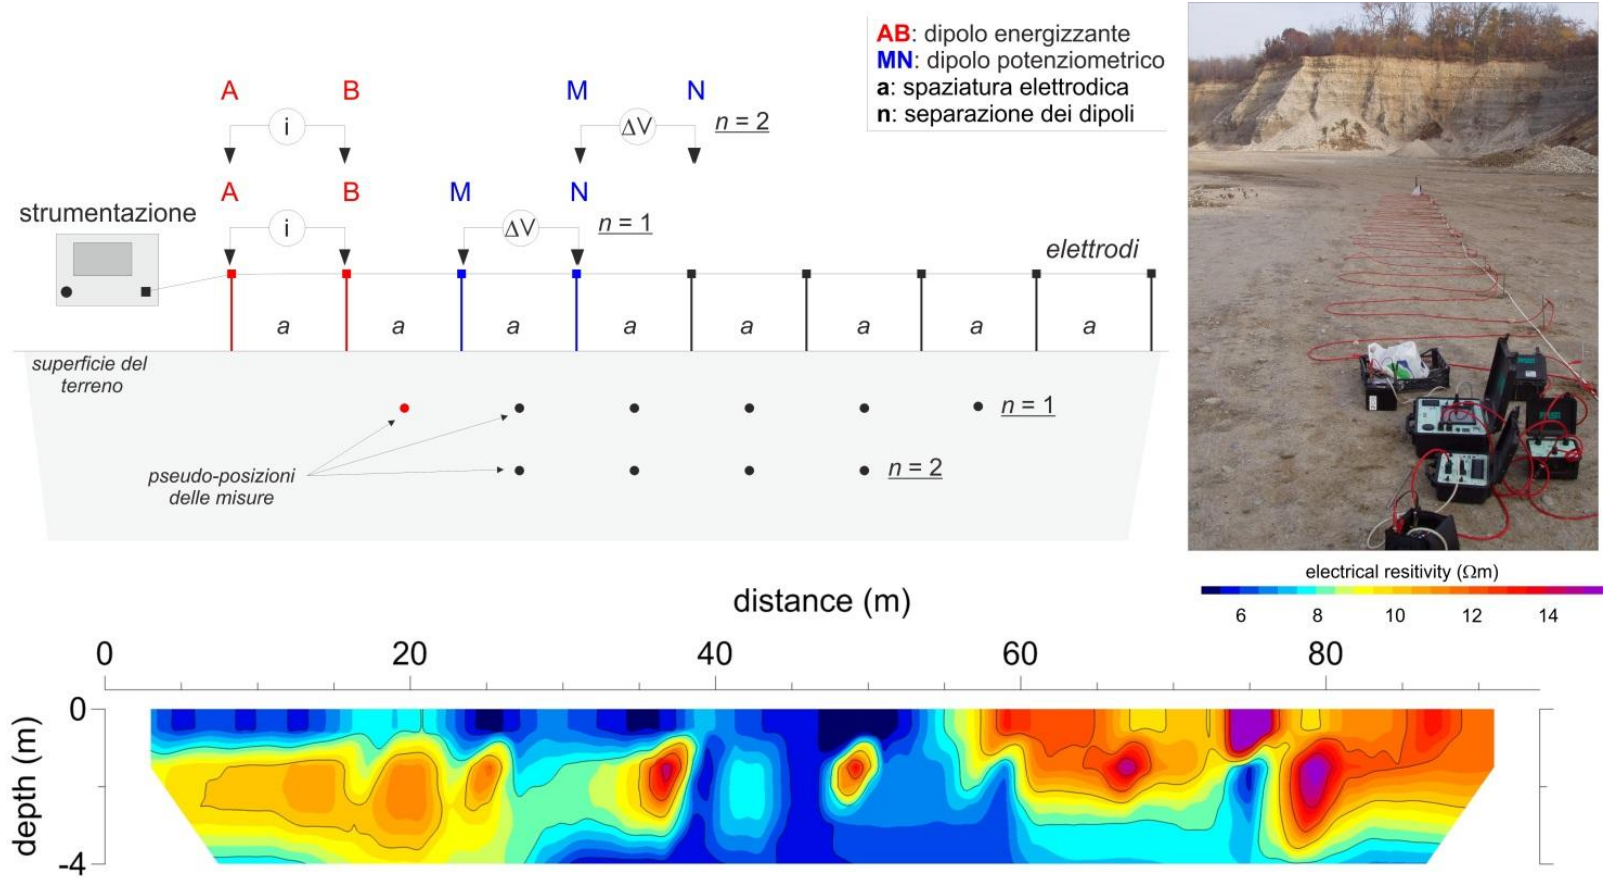 AB: dipolo energizzante
MN: dipolo potenziometrico
a: spaziatura elettrodica
n: separazione dei dipoli
A B M N
i ΔV n = 2
A B M N
strumentazione
i ΔV n = 1
elettrodi
a a a a a a a a
superficie del
terreno
n = 1
n = 2
pseudo-posizioni
delle misure
electrical resitivity (Ωm)
6 8 10 12 14
distance (m)
0 20 40 60 80
depth (m)
0
-4